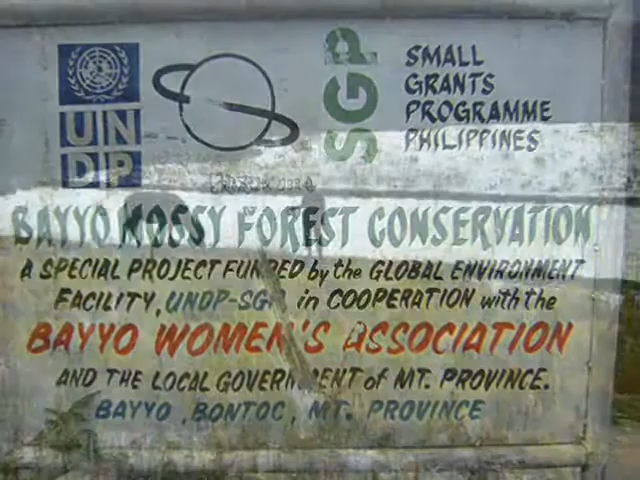 UN
DP
SGP
SMALL
GRANTS
PROGRAMME
PHILIPPINES
BAYYO MOSSY FOREST CONSERVATION
A SPECIAL PROJECT FUNDED by the GLOBAL ENVIRONMENT
FACILITY, UNDP-SGP in COOPERATION with the
BAYYO WOMEN'S ASSOCIATION
AND THE LOCAL GOVERNMENT of MT. PROVINCE.
BAYYO, BONTOC, MT. PROVINCE